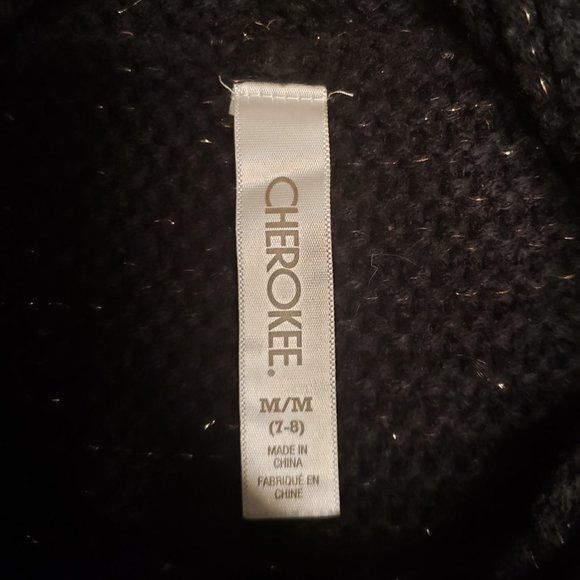 CHEROKEE.
M/M
(7-8)
MADE IN
CHINA
FABRIQUÉ EN
CHINE